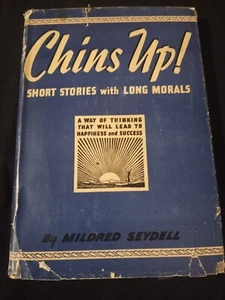 Chins Up!
SHORT STORIES with LONG MORALS
A WAY OF THINKING
THAT WILL LEAD TO
HAPPINESS and SUCCESS
By MILDRED SEYDELL